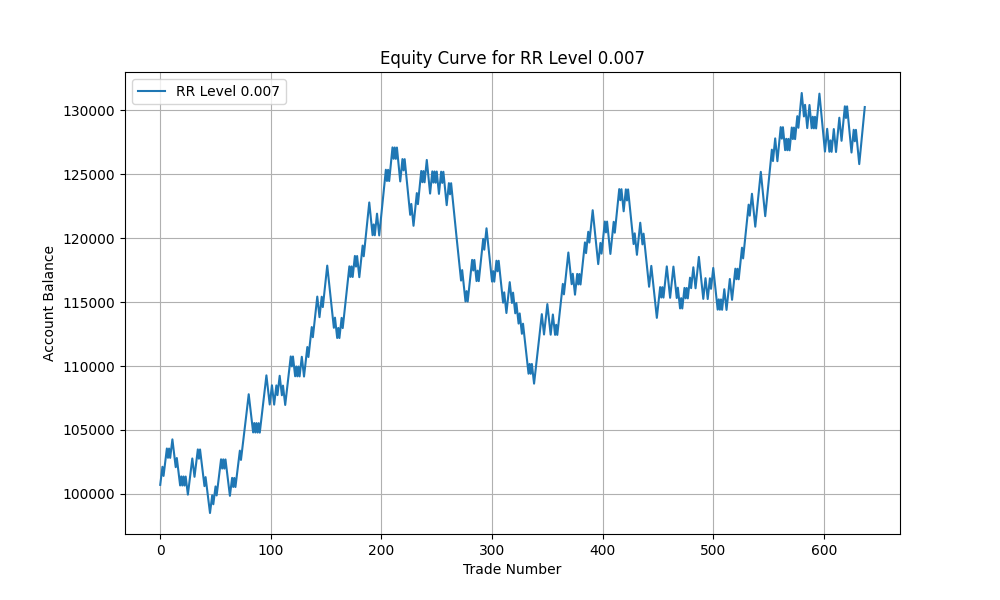 Equity Curve for RR Level 0.007
RR Level 0.007
130000
125000
120000
115000
110000
105000
100000
Account Balance
0 100 200 300 400 500 600
Trade Number